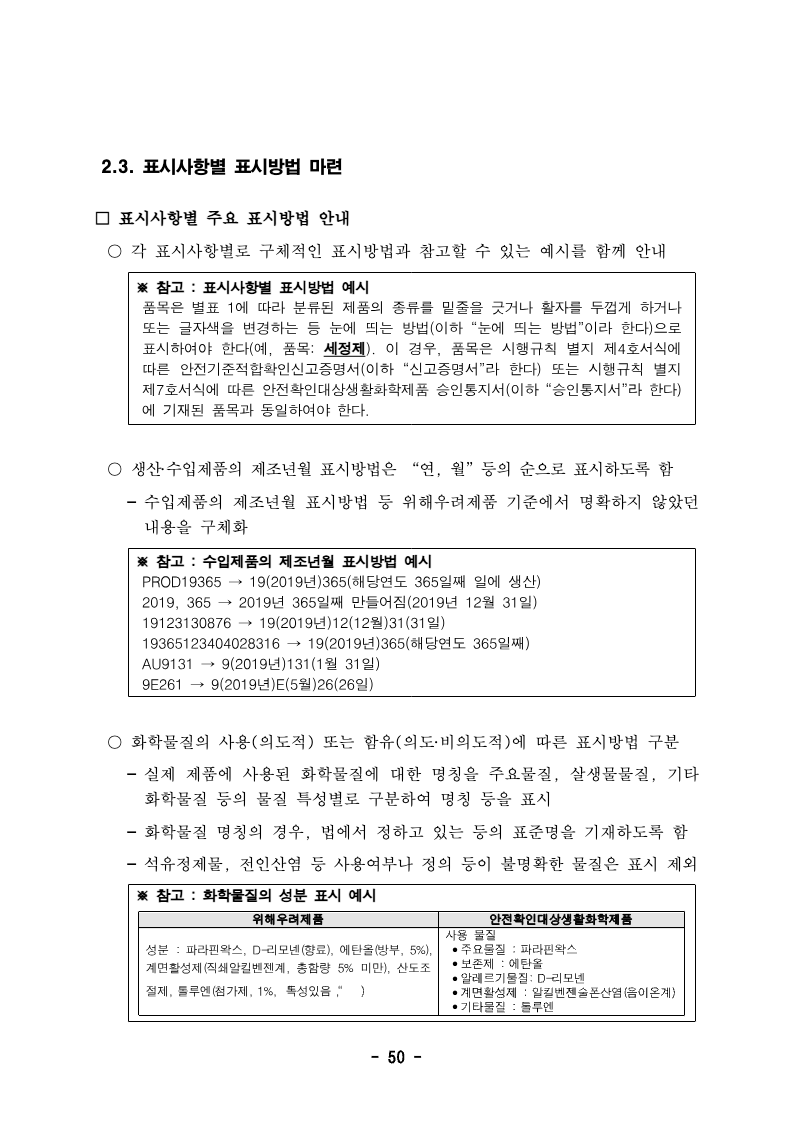 2.3. 표시사항별 표시방법 마련
□ 표시사항별 주요 표시방법 안내
○ 각 표시사항별로 구체적인 표시방법과 참고할 수 있는 예시를 함께 안내
※ 참고 : 표시사항별 표시방법 예시
품목은 별표 1에 따라 분류된 제품의 종류를 밑줄을 긋거나 활자를 두껍게 하거나
또는 글자색을 변경하는 등 눈에 띄는 방법(이하 “눈에 띄는 방법”이라 한다)으로
표시하여야 한다(예, 품목: 세정제). 이 경우, 품목은 시행규칙 별지 제4호서식에
따른 안전기준적합확인신고증명서(이하 “신고증명서”라 한다) 또는 시행규칙 별지
제7호서식에 따른 안전확인대상생활화학제품 승인통지서(이하 “승인통지서”라 한다)
에 기재된 품목과 동일하여야 한다.
○ 생산·수입제품의 제조년월 표시방법은 “연, 월” 등의 순으로 표시하도록 함
- 수입제품의 제조년월 표시방법 등 위해우려제품 기준에서 명확하지 않았던
내용을 구체화
※ 참고 : 수입제품의 제조년월 표시방법 예시
PROD19365 → 19(2019년)365(해당연도 365일째 일에 생산)
2019, 365 → 2019년 365일째 만들어짐(2019년 12월 31일)
19123130876 → 19(2019년)12(12월)31(31일)
19365123404028316 → 19(2019년)365(해당연도 365일째)
AU9131 → 9(2019년)131(1월 31일)
9E261 → 9(2019년)E(5월)26(26일)
○ 화학물질의 사용(의도적) 또는 함유(의도·비의도적)에 따른 표시방법 구분
- 실제 제품에 사용된 화학물질에 대한 명칭을 주요물질, 살생물물질, 기타
화학물질 등의 물질 특성별로 구분하여 명칭 등을 표시
- 화학물질 명칭의 경우, 법에서 정하고 있는 등의 표준명을 기재하도록 함
- 석유정제물, 전인산염 등 사용여부나 정의 등이 불명확한 물질은 표시 제외
※ 참고 : 화학물질의 성분 표시 예시
위해우려제품 안전확인대상생활화학제품
성분 : 파라핀왁스, D-리모넨(향료), 에탄올(방부, 5%),
계면활성제(직쇄알킬벤젠계, 총함량 5% 미만), 산도조
절제, 톨루엔(첨가제, 1%, 독성있음 ,“ )
사용 물질
• 주요물질 : 파라핀왁스
• 보존제 : 에탄올
• 알레르기물질: D-리모넨
• 계면활성제 : 알킬벤젠술폰산염(음이온계)
• 기타물질 : 톨루엔
- 50 -